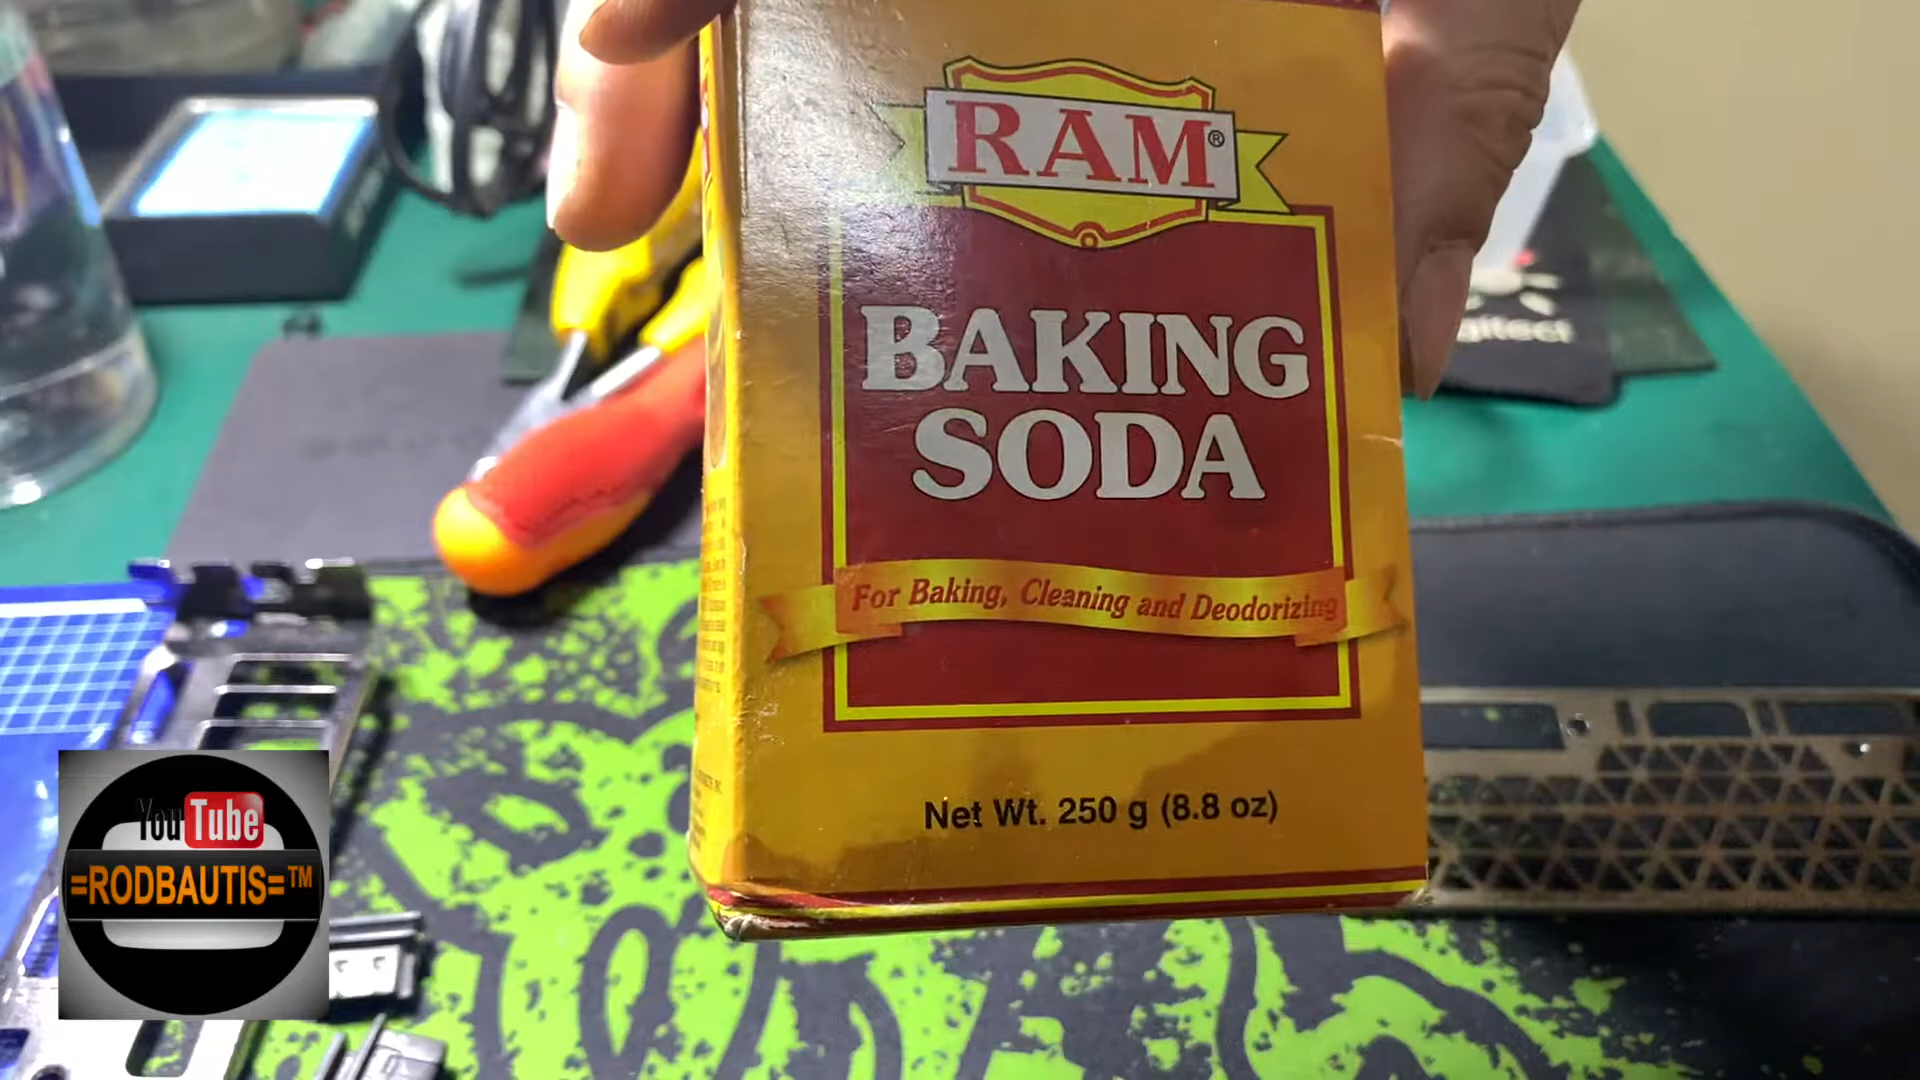 RAM®
BAKING
SODA
For Baking, Cleaning and Deodorizing
Net Wt. 250 g (8.8 oz)
YouTube
=RODBAUTIS=™